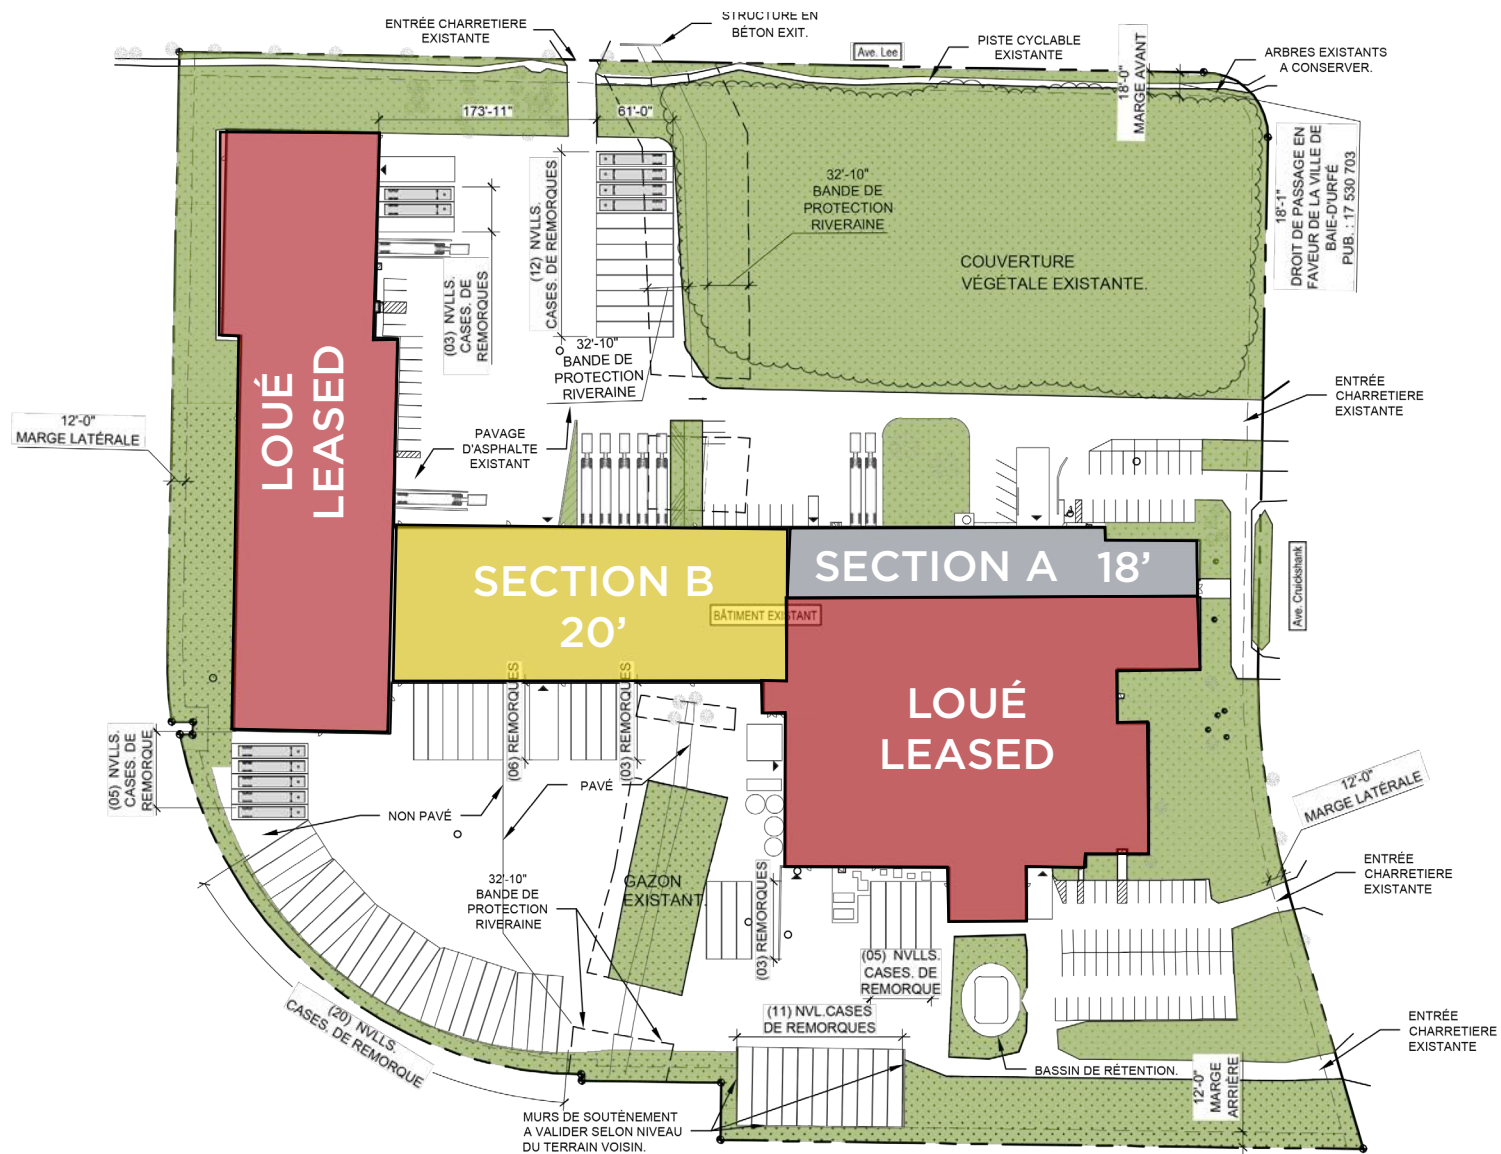 STRUCTURE EN
BÉTON EXIT.
ENTRÉE CHARRETIERE
EXISTANTE
Ave. Lee
PISTE CYCLABLE
EXISTANTE
ARBRES EXISTANTS
A CONSERVER.
18'-0"
MARGE AVANT
173'-11"
61'-0"
18'-1"
DROIT DE PASSAGE EN
FAVEUR DE LA VILLE DE
BAIE-D'URFÉ
PUB. : 17 530 703
(12) NVLLS.
CASES. DE REMORQUES
32'-10"
BANDE DE
PROTECTION
RIVERAINE
COUVERTURE
VÉGÉTALE EXISTANTE.
(03) NVLLS.
CASES. DE
REMORQUES
32'-10"
BANDE DE
PROTECTION
RIVERAINE
LOUÉ
LEASED
12'-0"
MARGE LATÉRALE
PAVAGE
D'ASPHALTE
EXISTANT
ENTRÉE
CHARRETIERE
EXISTANTE
SECTION B
20'
SECTION A 18'
BÂTIMENT EXISTANT
Ave. Cruickshank
LOUÉ
LEASED
(06) REMORQUES
(03) REMORQUES
(05) NVLLS.
CASES. DE
REMORQUE
PAVÉ
NON PAVÉ
12'-0"
MARGE LATÉRALE
32'-10"
BANDE DE
PROTECTION
RIVERAINE
GAZON
EXISTANT.
(03) REMORQUES
ENTRÉE
CHARRETIERE
EXISTANTE
(05) NVLLS.
CASES. DE
REMORQUE
(20) NVLLS.
CASES. DE REMORQUE
(11) NVL.CASES
DE REMORQUES
ENTRÉE
CHARRETIERE
EXISTANTE
BASSIN DE RÉTENTION.
12'-0"
MARGE
ARRIÈRE
MURS DE SOUTÈNEMENT
A VALIDER SELON NIVEAU
DU TERRAIN VOISIN.